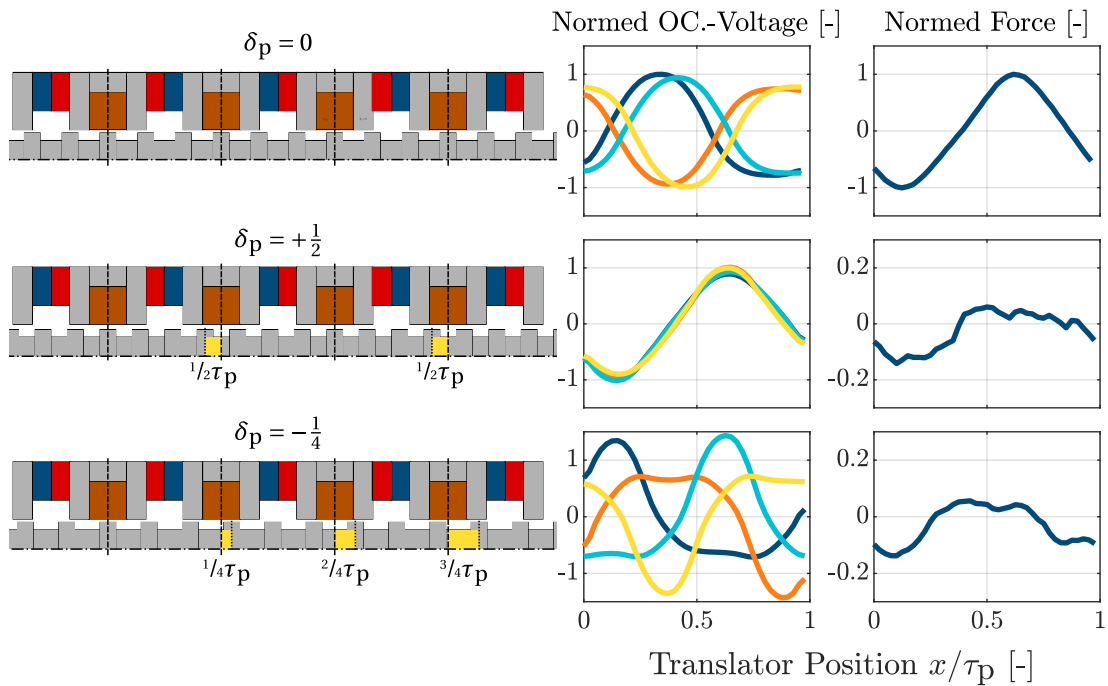 Normed OC.-Voltage [-]
Normed Force [-]
δp = 0
1
0
-1
1
0
-1
δp = +1/2
1/2τp
1/2τp
1
0
-1
0.2
0
-0.2
δp = −1/4
1/4τp
2/4τp
3/4τp
1
0
-1
0.2
0
-0.2
0
0.5
1
0
0.5
1
Translator Position x/τp [-]